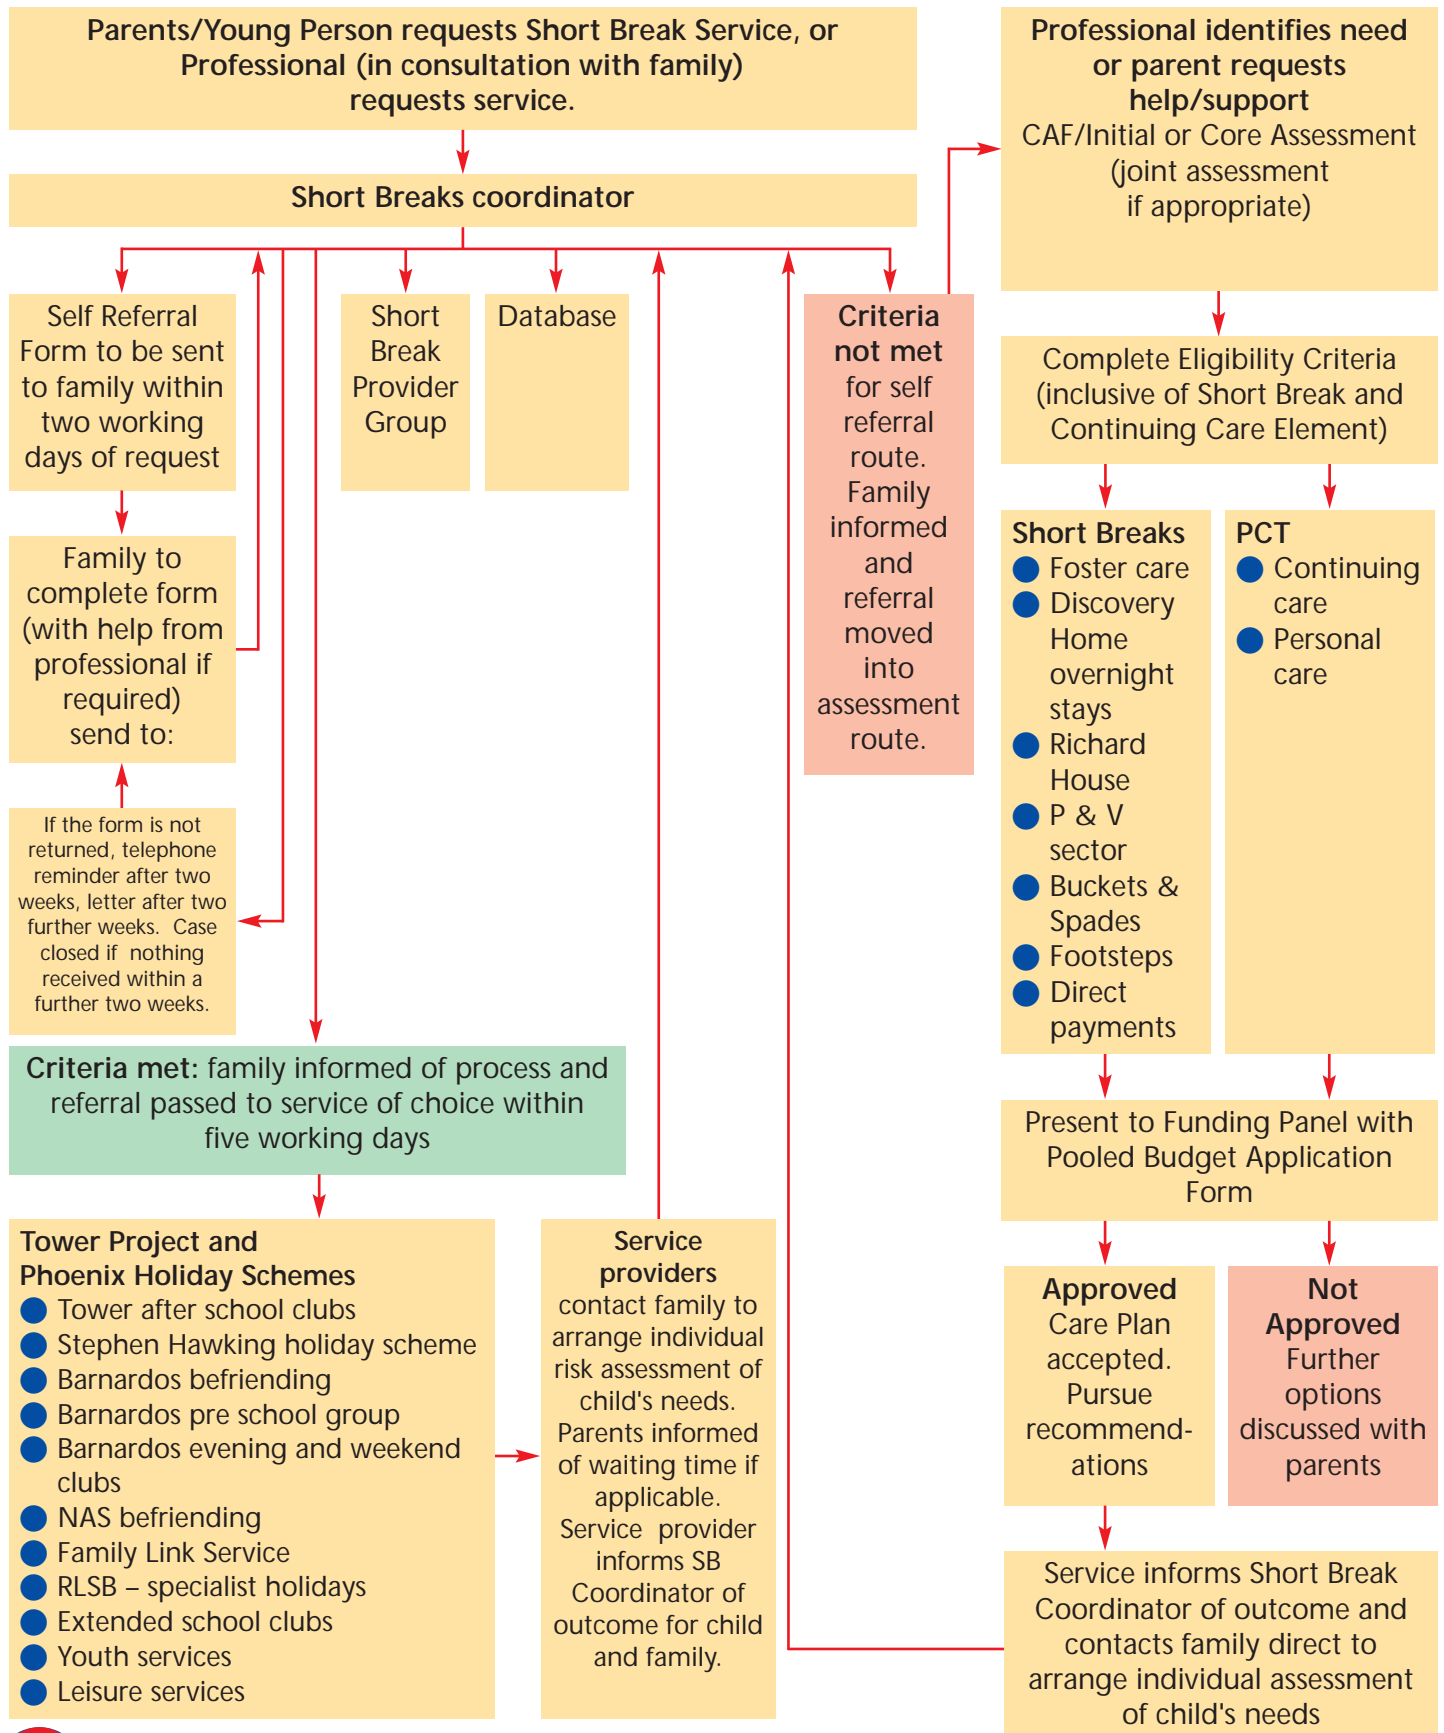 Parents/Young Person requests Short Break Service, or
Professional (in consultation with family)
requests service.
Short Breaks coordinator
Self Referral
Form to be sent
to family within
two working
days of request
Family to
complete form
(with help from
professional if
required)
send to:
If the form is not
returned, telephone
reminder after two
weeks, letter after two
further weeks. Case
closed if nothing
received within a
further two weeks.
Short
Break
Provider
Group
Database
Criteria
not met
for self
referral
route.
Family
informed
and
referral
moved
into
assessment
route.
Criteria met: family informed of process and
referral passed to service of choice within
five working days
Tower Project and
Phoenix Holiday Schemes
Tower after school clubs
Stephen Hawking holiday scheme
Barnardos befriending
Barnardos pre school group
Barnardos evening and weekend
clubs
NAS befriending
Family Link Service
RLSB – specialist holidays
Extended school clubs
Youth services
Leisure services
Service
providers
contact family to
arrange individual
risk assessment of
child's needs.
Parents informed
of waiting time if
applicable.
Service provider
informs SB
Coordinator of
outcome for child
and family.
Professional identifies need
or parent requests
help/support
CAF/Initial or Core Assessment
(joint assessment
if appropriate)
Complete Eligibility Criteria
(inclusive of Short Break and
Continuing Care Element)
Short Breaks
Foster care
Discovery
Home
overnight
stays
Richard
House
P & V
sector
Buckets &
Spades
Footsteps
Direct
payments
PCT
Continuing
care
Personal
care
Present to Funding Panel with
Pooled Budget Application
Form
Approved
Care Plan
accepted.
Pursue
recommend-
ations
Not
Approved
Further
options
discussed with
parents
Service informs Short Break
Coordinator of outcome and
contacts family direct to
arrange individual assessment
of child's needs